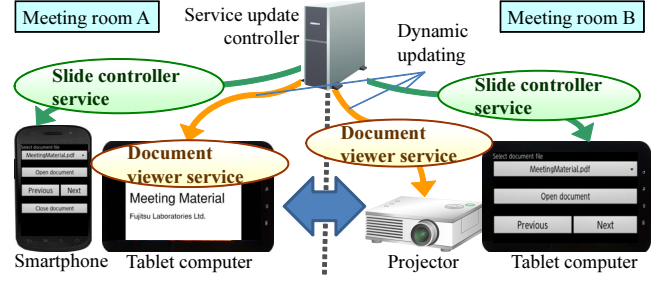 Meeting room A
Service update
controller
Meeting room B
Dynamic
updating
Slide controller
service
Slide controller
service
Document
viewer service
Document
viewer service
Select document file
MeetingMaterial.pdf
Open document
Previous Next
Close document
Meeting Material
Fujitsu Laboratories Ltd.
Select document file
MeetingMaterial.pdf
Open document
Previous Next
Smartphone
Tablet computer
Projector
Tablet computer